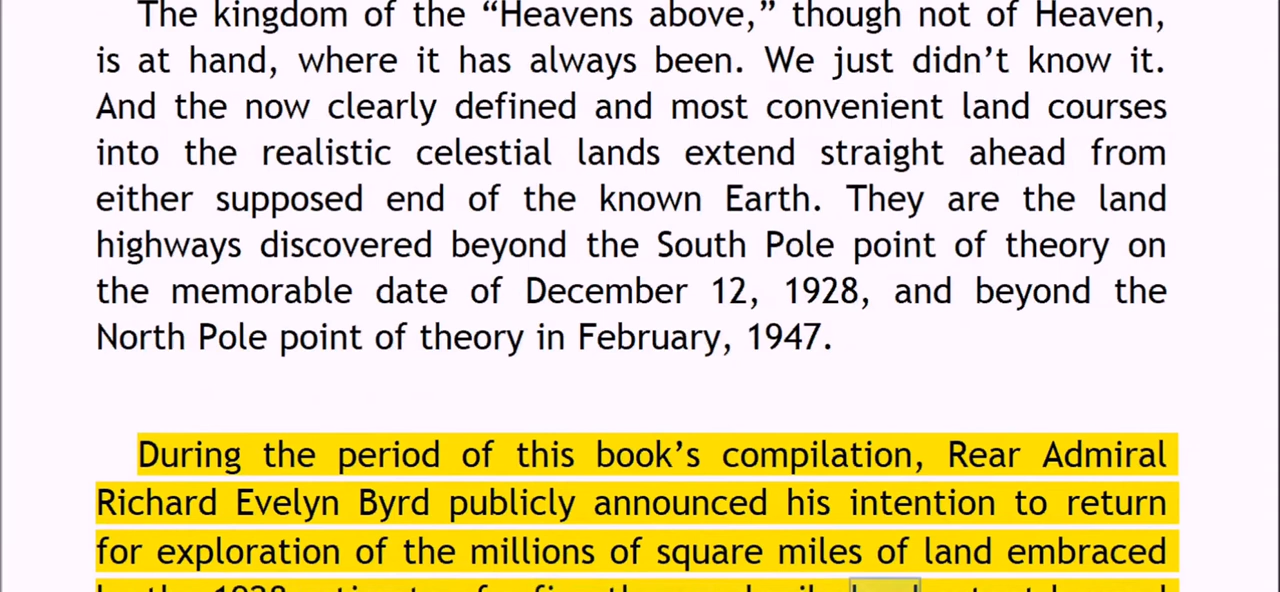 The kingdom of the “Heavens above,” though not of Heaven,
is at hand, where it has always been. We just didn’t know it.
And the now clearly defined and most convenient land courses
into the realistic celestial lands extend straight ahead from
either supposed end of the known Earth. They are the land
highways discovered beyond the South Pole point of theory on
the memorable date of December 12, 1928, and beyond the
North Pole point of theory in February, 1947.
During the period of this book’s compilation, Rear Admiral
Richard Evelyn Byrd publicly announced his intention to return
for exploration of the millions of square miles of land embraced